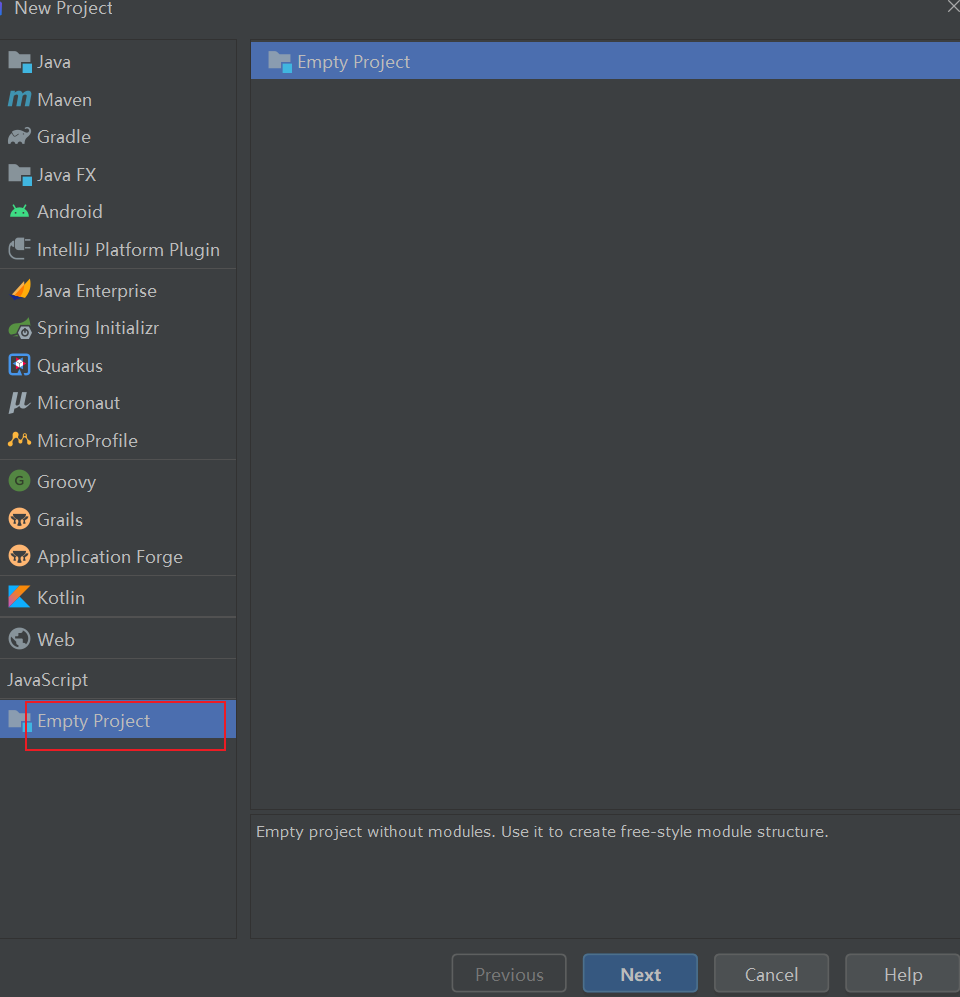 New Project
Java
Maven
Gradle
Java FX
Android
IntelliJ Platform Plugin
Java Enterprise
Spring Initializr
Quarkus
Micronaut
MicroProfile
Groovy
Grails
Application Forge
Kotlin
Web
JavaScript
Empty Project
Empty Project
Empty project without modules. Use it to create free-style module structure.
Previous
Next
Cancel
Help